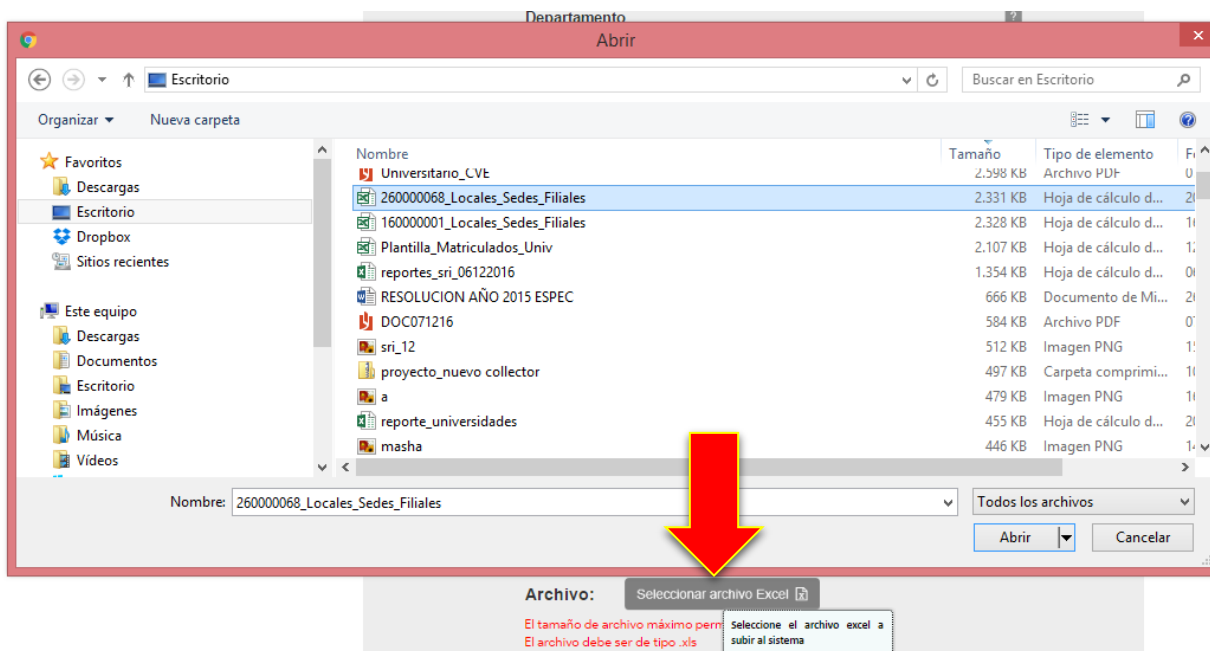 Departamento ?
Abrir
Escritorio
Buscar en Escritorio
Organizar Nueva carpeta
Favoritos
Descargas
Escritorio
Dropbox
Sitios recientes
Este equipo
Descargas
Documentos
Escritorio
Imágenes
Música
Vídeos
Nombre Tamaño Tipo de elemento
Universitario_CVE 2.598 KB Archivo PDF
260000068_Locales_Sedes_Filiales 2.331 KB Hoja de cálculo d...
160000001_Locales_Sedes_Filiales 2.328 KB Hoja de cálculo d...
Plantilla_Matriculados_Univ 2.107 KB Hoja de cálculo d...
reportes_sri_06122016 1.354 KB Hoja de cálculo d...
RESOLUCION AÑO 2015 ESPEC 666 KB Documento de Mi...
DOC071216 584 KB Archivo PDF
sri_12 512 KB Imagen PNG
proyecto_nuevo collector 497 KB Carpeta comprimi...
a 479 KB Imagen PNG
reporte_universidades 455 KB Hoja de cálculo d...
masha 446 KB Imagen PNG
Nombre: 260000068_Locales_Sedes_Filiales Todos los archivos
Abrir Cancelar
Archivo: Seleccionar archivo Excel
El tamaño de archivo máximo
El archivo debe ser de tipo .xls
Seleccione el archivo excel a
subir al sistema